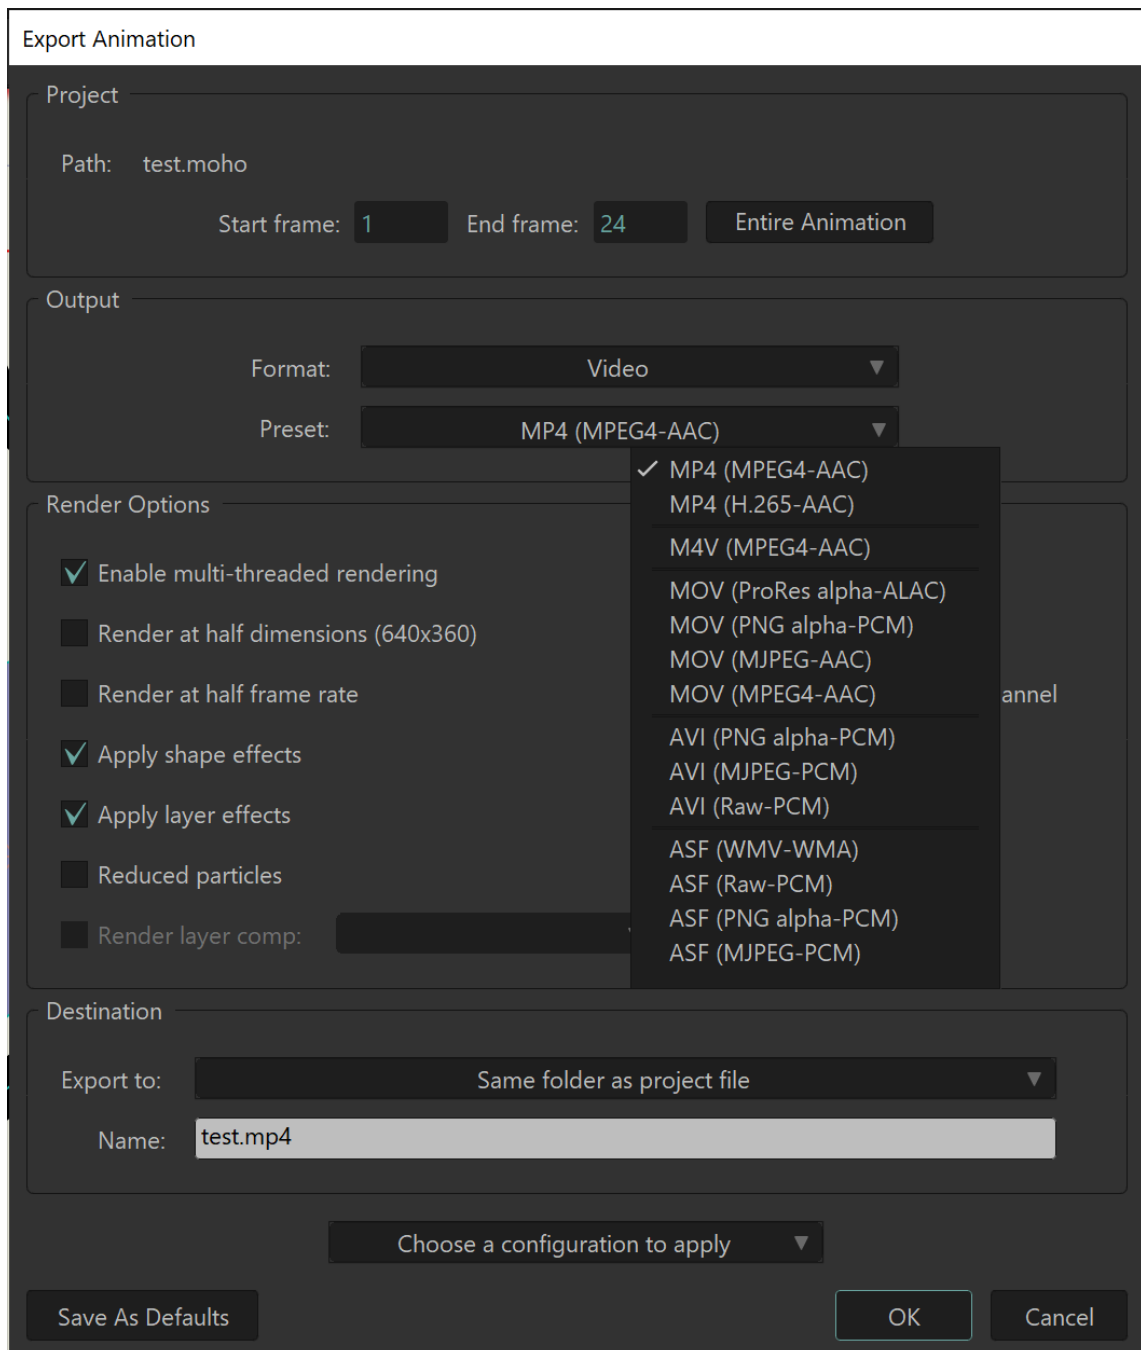 Export Animation
Project
Path: test.moho
Start frame: 1 End frame: 24 Entire Animation
Output
Format: Video
Preset: MP4 (MPEG4-AAC)
MP4 (MPEG4-AAC)
MP4 (H.265-AAC)
M4V (MPEG4-AAC)
MOV (ProRes alpha-ALAC)
MOV (PNG alpha-PCM)
MOV (MJPEG-AAC)
MOV (MPEG4-AAC)
AVI (PNG alpha-PCM)
AVI (MJPEG-PCM)
AVI (Raw-PCM)
ASF (WMV-WMA)
ASF (Raw-PCM)
ASF (PNG alpha-PCM)
ASF (MJPEG-PCM)
Render Options
Enable multi-threaded rendering
Render at half dimensions (640x360)
Render at half frame rate
annel
Apply shape effects
Apply layer effects
Reduced particles
Render layer comp:
Destination
Export to: Same folder as project file
Name: test.mp4
Choose a configuration to apply
Save As Defaults OK Cancel